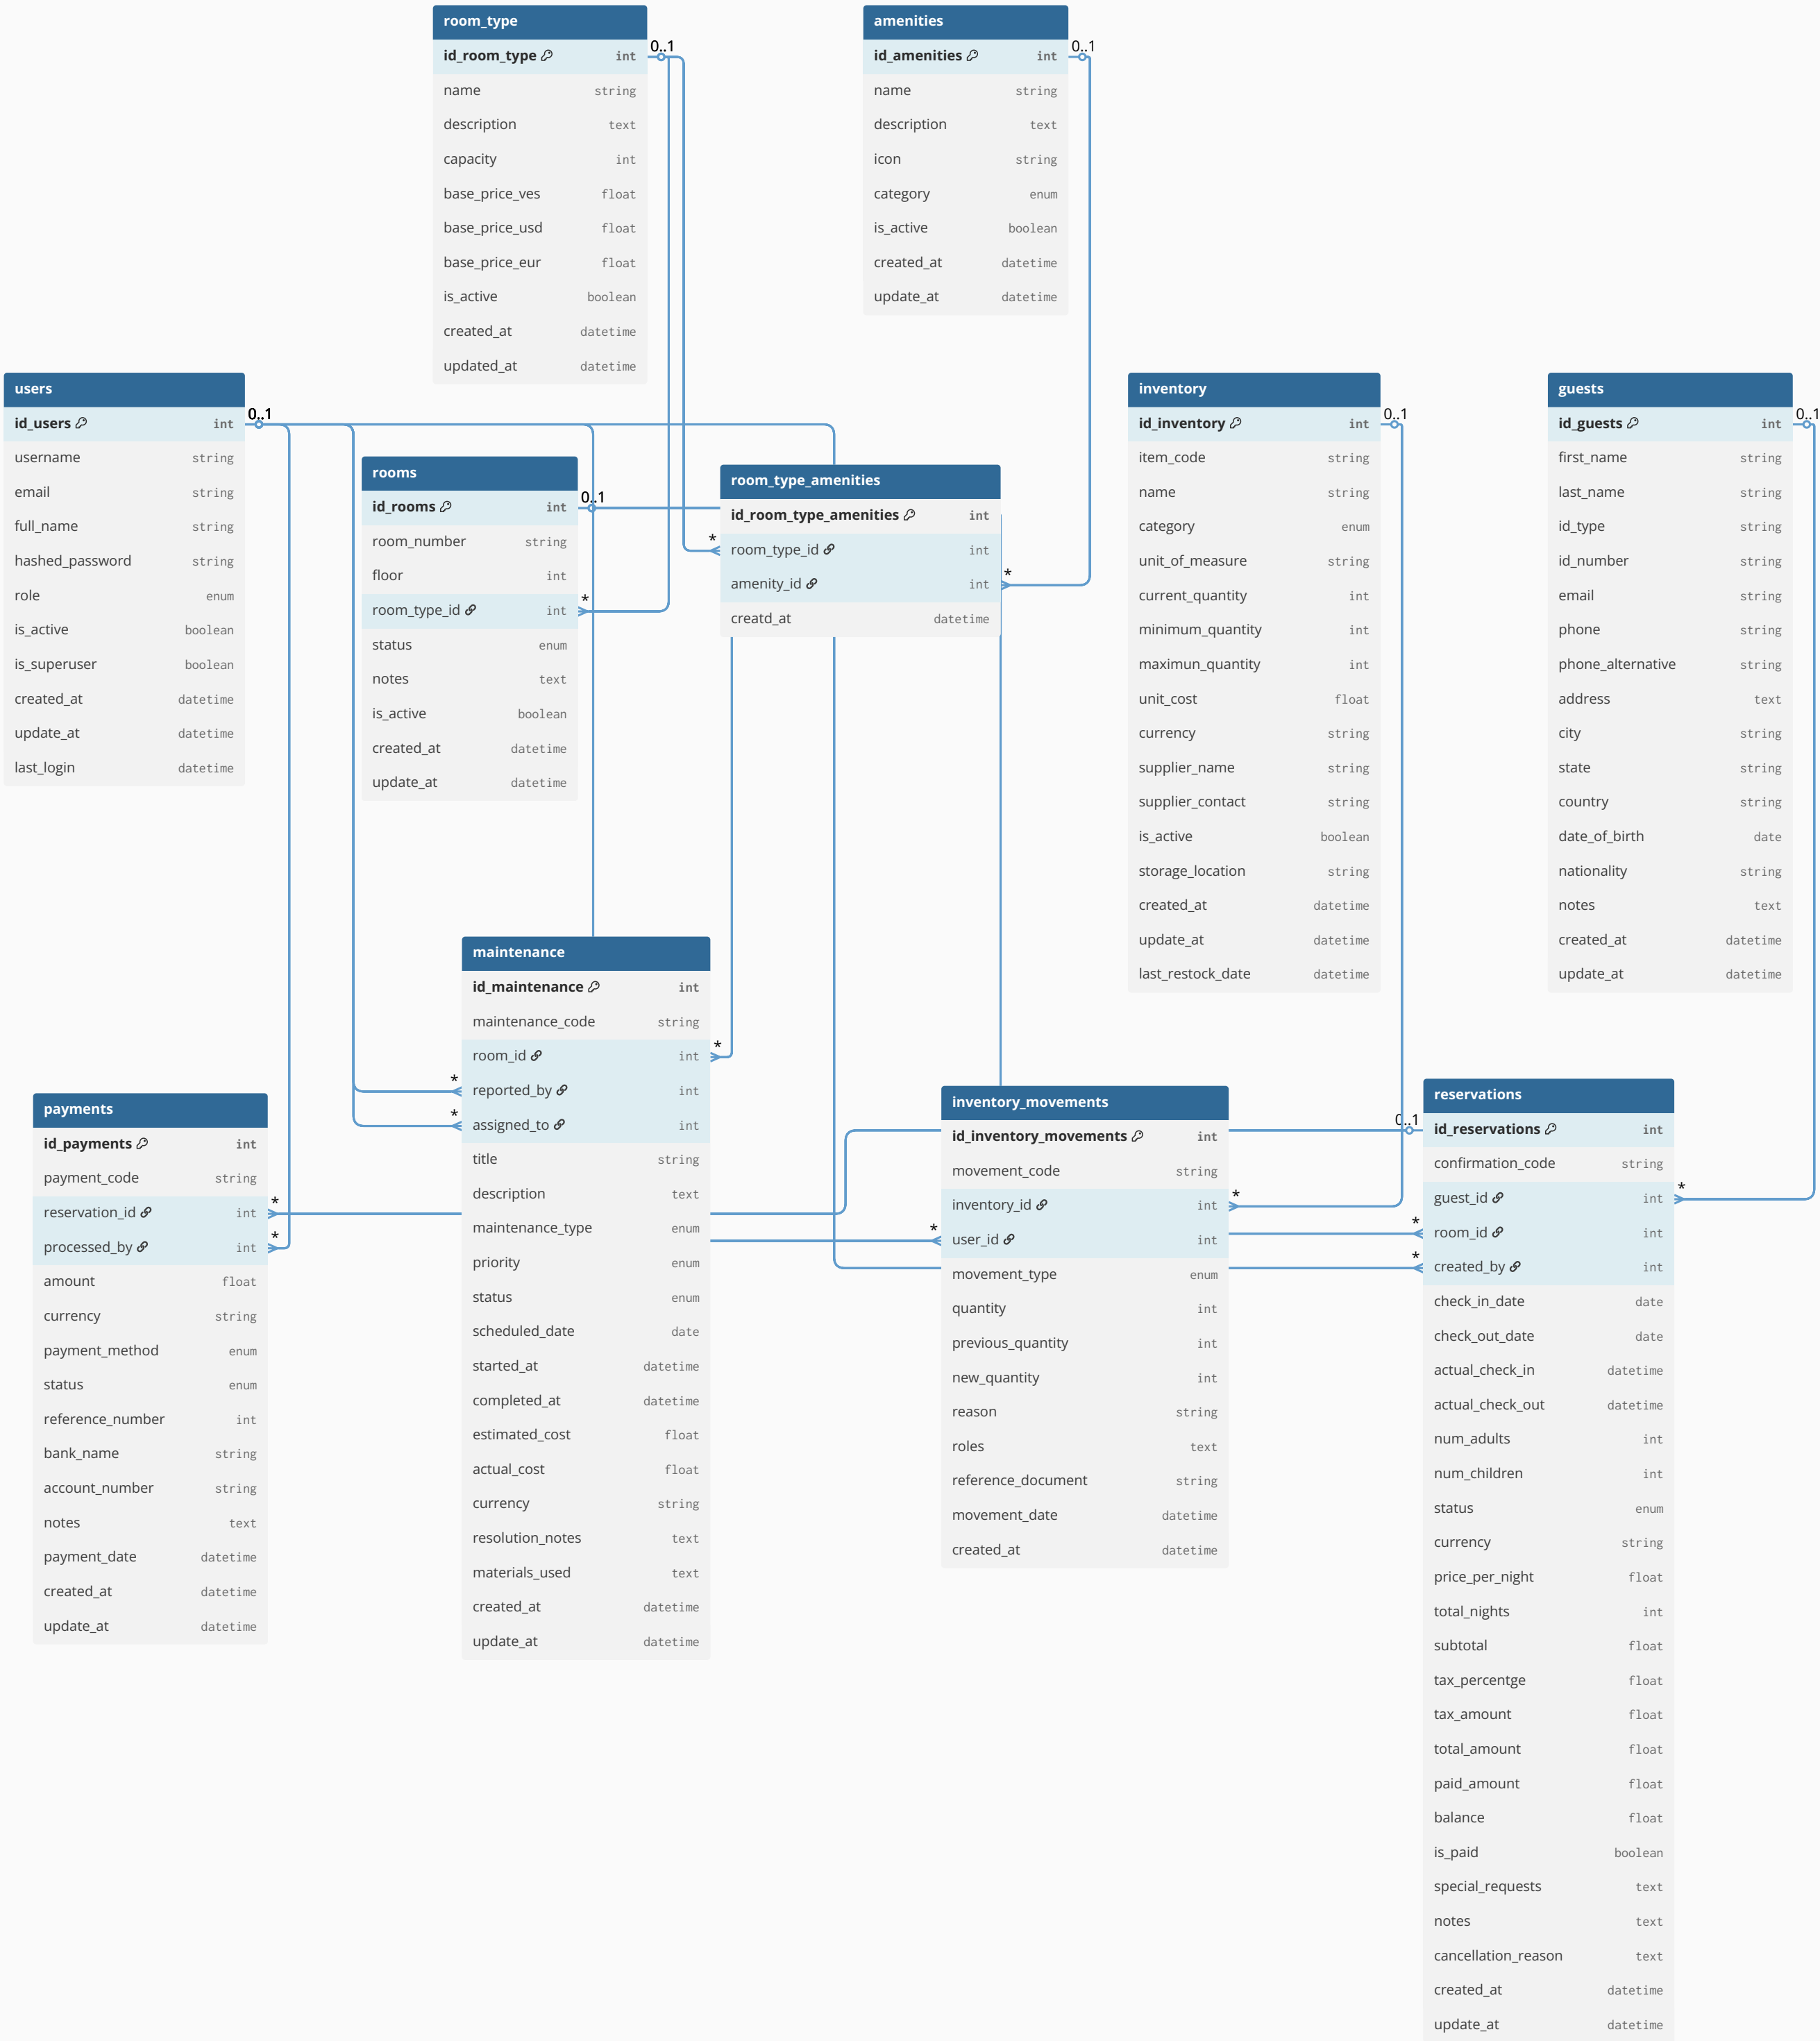 room_type
id_room_type int
name string
description text
capacity int
base_price_ves float
base_price_usd float
base_price_eur float
is_active boolean
created_at datetime
updated_at datetime
0..1
amenities
id_amenities int
name string
description text
icon string
category enum
is_active boolean
created_at datetime
update_at datetime
0..1
users
id_users int
username string
email string
full_name string
hashed_password string
role enum
is_active boolean
is_superuser boolean
created_at datetime
update_at datetime
last_login datetime
0..1
rooms
id_rooms int
room_number string
floor int
room_type_id int
status enum
notes text
is_active boolean
created_at datetime
update_at datetime
0..1
*
room_type_amenities
id_room_type_amenities int
room_type_id int
amenity_id int
creatd_at datetime
*
*
inventory
id_inventory int
item_code string
name string
category enum
unit_of_measure string
current_quantity int
minimum_quantity int
maximun_quantity int
unit_cost float
currency string
supplier_name string
supplier_contact string
is_active boolean
storage_location string
created_at datetime
update_at datetime
last_restock_date datetime
0..1
guests
id_guests int
first_name string
last_name string
id_type string
id_number string
email string
phone string
phone_alternative string
address text
city string
state string
country string
date_of_birth date
nationality string
notes text
created_at datetime
update_at datetime
0..1
payments
id_payments int
payment_code string
reservation_id int
processed_by int
amount float
currency string
payment_method enum
status enum
reference_number int
bank_name string
account_number string
notes text
payment_date datetime
created_at datetime
update_at datetime
*
*
maintenance
id_maintenance int
maintenance_code string
room_id int
reported_by int
assigned_to int
title string
description text
maintenance_type enum
priority enum
status enum
scheduled_date date
started_at datetime
completed_at datetime
estimated_cost float
actual_cost float
currency string
resolution_notes text
materials_used text
created_at datetime
update_at datetime
*
*
*
inventory_movements
id_inventory_movements int
movement_code string
inventory_id int
user_id int
movement_type enum
quantity int
previous_quantity int
new_quantity int
reason string
roles text
reference_document string
movement_date datetime
created_at datetime
*
*
reservations
id_reservations int
confirmation_code string
guest_id int
room_id int
created_by int
check_in_date date
check_out_date date
actual_check_in datetime
actual_check_out datetime
num_adults int
num_children int
status enum
currency string
price_per_night float
total_nights int
subtotal float
tax_percentge float
tax_amount float
total_amount float
paid_amount float
balance float
is_paid boolean
special_requests text
notes text
cancellation_reason text
created_at datetime
update_at datetime
0..1
*
*
*